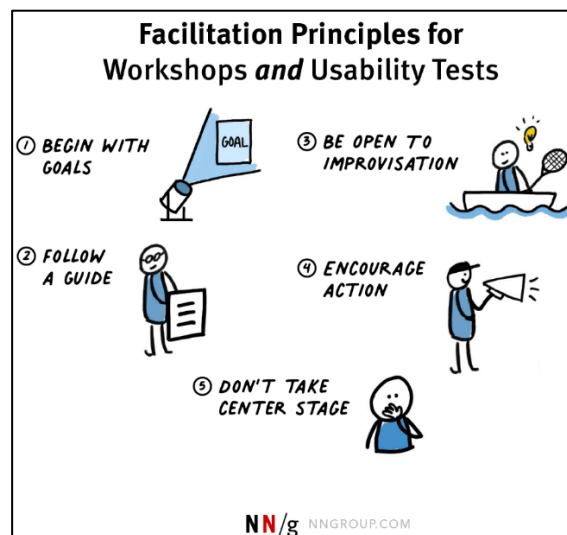 Facilitation Principles for
Workshops and Usability Tests
① BEGIN WITH
GOALS
GOAL
② FOLLOW
A GUIDE
③ BE OPEN TO
IMPROVISATION
④ ENCOURAGE
ACTION
⑤ DON'T TAKE
CENTER STAGE
NN/g NNGROUP.COM